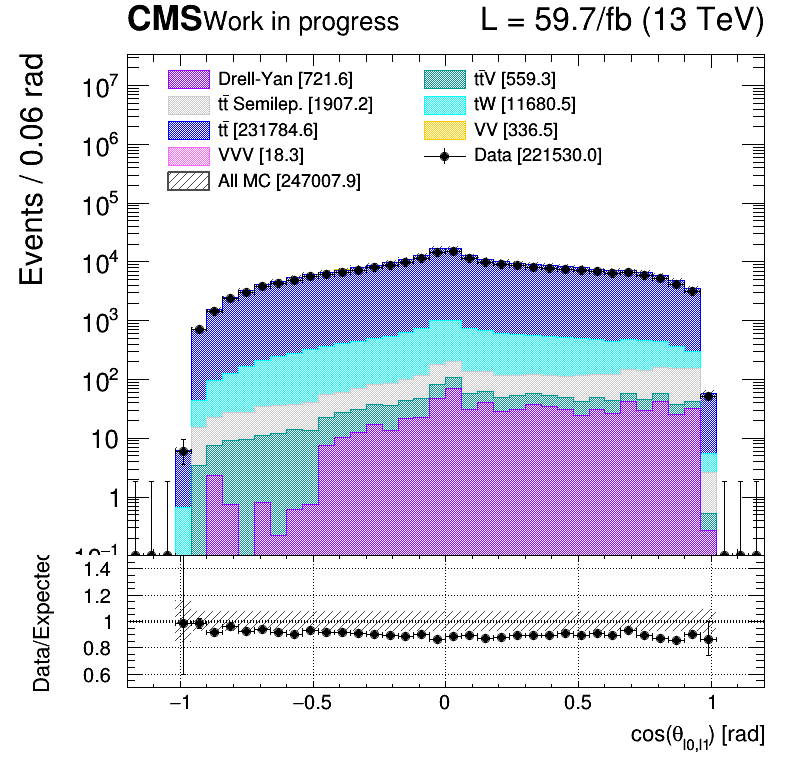 CMS Work in progress L = 59.7/fb (13 TeV)
Events / 0.06 rad
10⁷
10⁶
10⁵
10⁴
10³
10²
10
1
10⁻¹
Drell-Yan [721.6]
tt̄ Semilep. [1907.2]
tt̄ [231784.6]
VVV [18.3]
All MC [247007.9]
tt̄V [559.3]
tW [11680.5]
VV [336.5]
Data [221530.0]
Data/Expected
1.4
1.2
1
0.8
0.6
−1 −0.5 0 0.5 1
cos(θ_l0,l1) [rad]